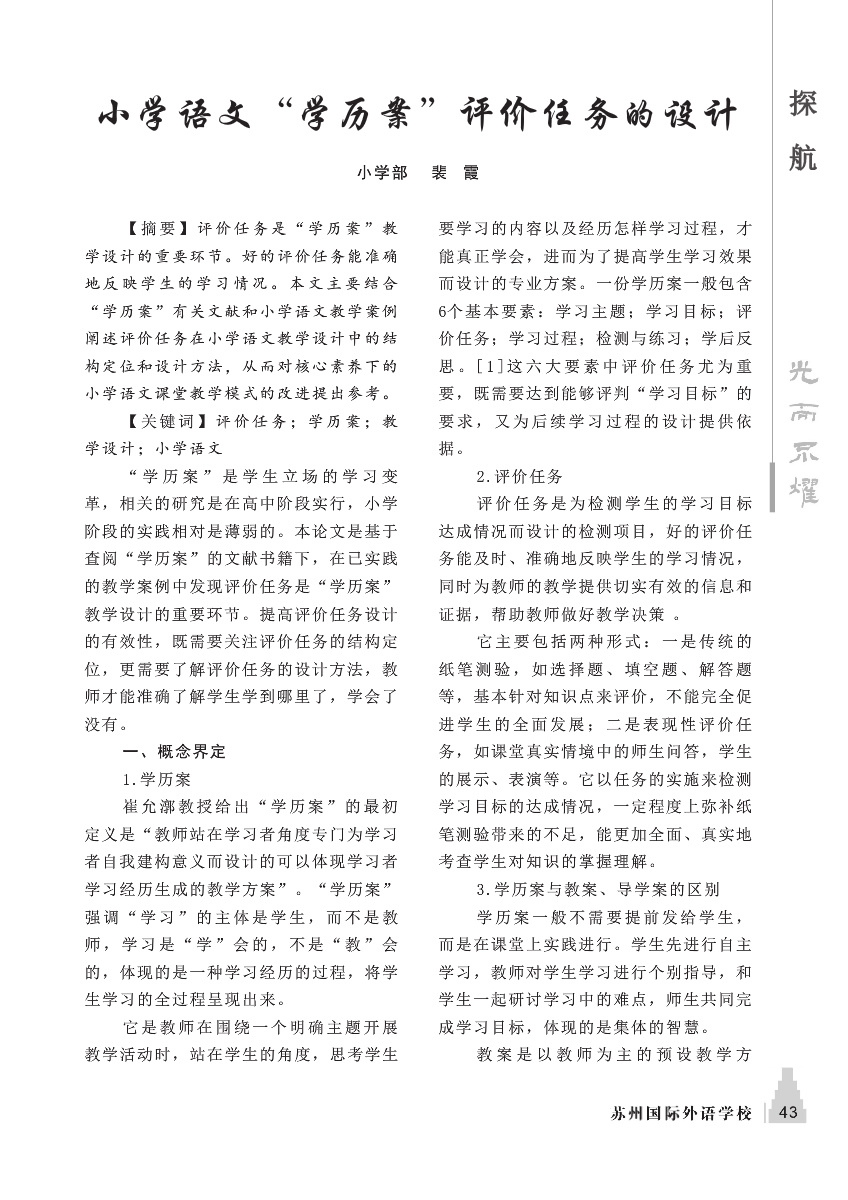 小学语文“学历案”评价任务的设计
小学部 裴 霞
【摘要】评价任务是“学历案”教
学设计的重要环节。好的评价任务能准确
地反映学生的学习情况。本文主要结合
“学历案”有关文献和小学语文教学案例
阐述评价任务在小学语文教学设计中的结
构定位和设计方法，从而对核心素养下的
小学语文课堂教学模式的改进提出参考。
【关键词】评价任务；学历案；教
学设计；小学语文
“学历案”是学生立场的学习变
革，相关的研究是在高中阶段实行，小学
阶段的实践相对是薄弱的。本论文是基于
查阅“学历案”的文献书籍下，在已实践
的教学案例中发现评价任务是“学历案”
教学设计的重要环节。提高评价任务设计
的有效性，既需要关注评价任务的结构定
位，更需要了解评价任务的设计方法，教
师才能准确了解学生学到哪里了，学会了
没有。
一、概念界定
1.学历案
崔允漷教授给出“学历案”的最初
定义是“教师站在学习者角度专门为学习
者自我建构意义而设计的可以体现学习者
学习经历生成的教学方案”。“学历案”
强调“学习”的主体是学生，而不是教
师，学习是“学”会的，不是“教”会
的，体现的是一种学习经历的过程，将学
生学习的全过程呈现出来。
它是教师在围绕一个明确主题开展
教学活动时，站在学生的角度，思考学生
要学习的内容以及经历怎样学习过程，才
能真正学会，进而为了提高学生学习效果
而设计的专业方案。一份学历案一般包含
6个基本要素：学习主题；学习目标；评
价任务；学习过程；检测与练习；学后反
思。[1]这六大要素中评价任务尤为重
要，既需要达到能够评判“学习目标”的
要求，又为后续学习过程的设计提供依
据。
2.评价任务
评价任务是为检测学生的学习目标
达成情况而设计的检测项目，好的评价任
务能及时、准确地反映学生的学习情况，
同时为教师的教学提供切实有效的信息和
证据，帮助教师做好教学决策 。
它主要包括两种形式：一是传统的
纸笔测验，如选择题、填空题、解答题
等，基本针对知识点来评价，不能完全促
进学生的全面发展；二是表现性评价任
务，如课堂真实情境中的师生问答，学生
的展示、表演等。它以任务的实施来检测
学习目标的达成情况，一定程度上弥补纸
笔测验带来的不足，能更加全面、真实地
考查学生对知识的掌握理解。
3.学历案与教案、导学案的区别
学历案一般不需要提前发给学生，
而是在课堂上实践进行。学生先进行自主
学习，教师对学生学习进行个别指导，和
学生一起研讨学习中的难点，师生共同完
成学习目标，体现的是集体的智慧。
教案是以教师为主的预设教学方
探航
光而不耀
苏州国际外语学校 43